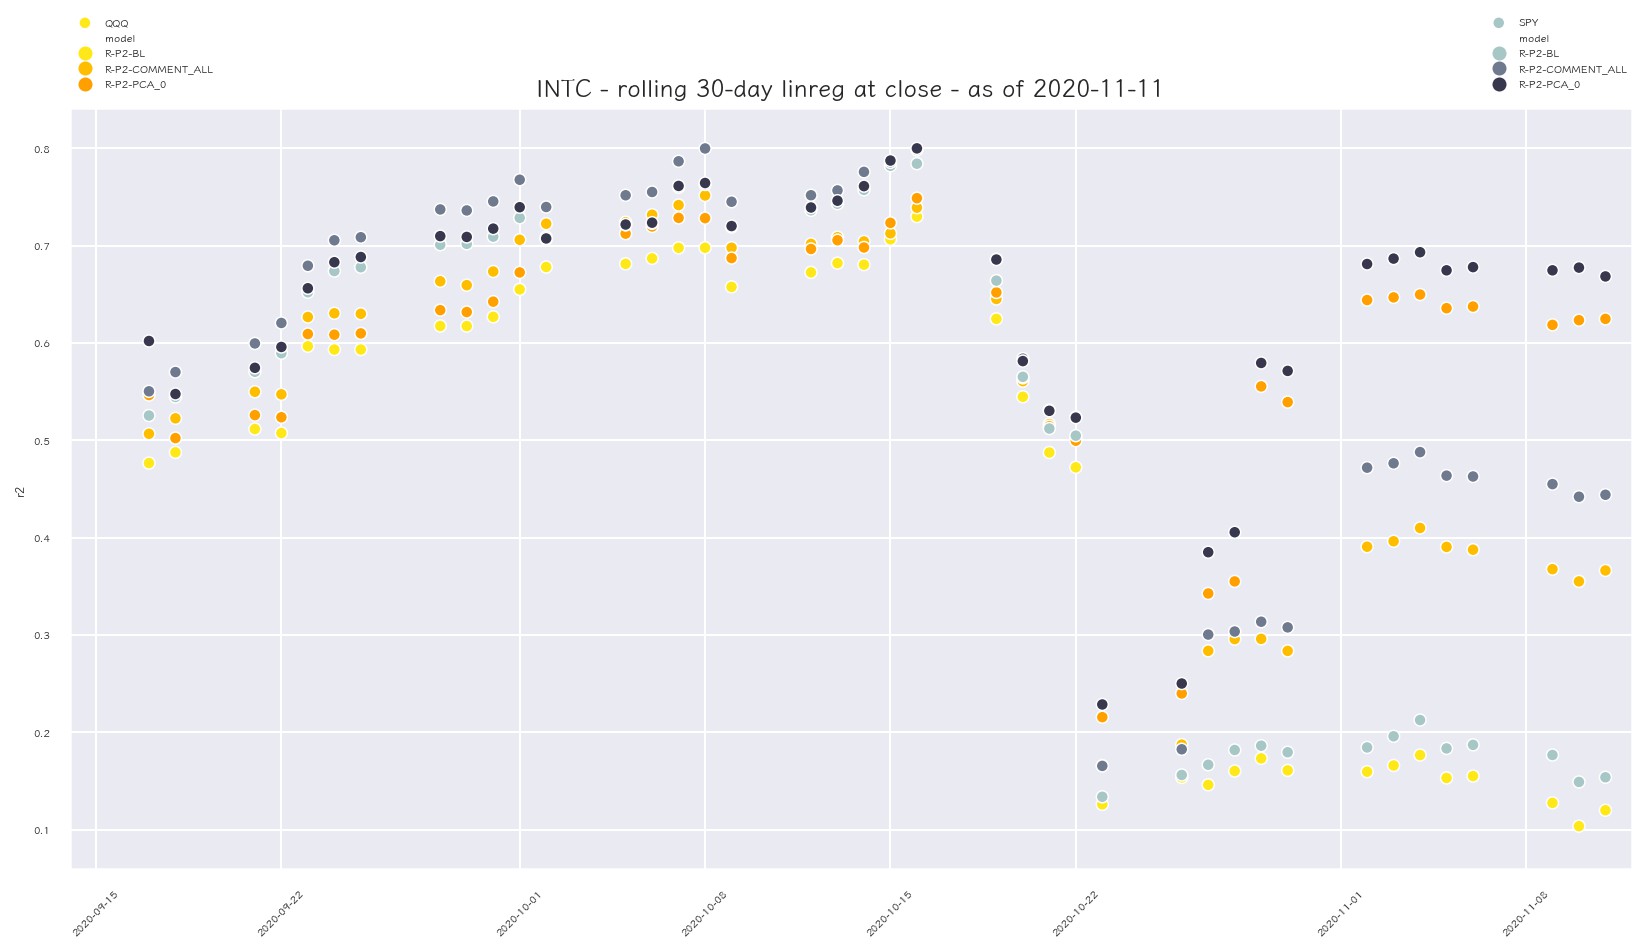 QQQ
model
R-P2-BL
R-P2-COMMENT_ALL
R-P2-PCA_0
SPY
model
R-P2-BL
R-P2-COMMENT_ALL
R-P2-PCA_0
INTC - rolling 30-day linreg at close - as of 2020-11-11
0.8
0.7
0.6
0.5
0.4
0.3
0.2
0.1
r2
2020-09-15
2020-09-22
2020-10-01
2020-10-08
2020-10-15
2020-10-22
2020-11-01
2020-11-08